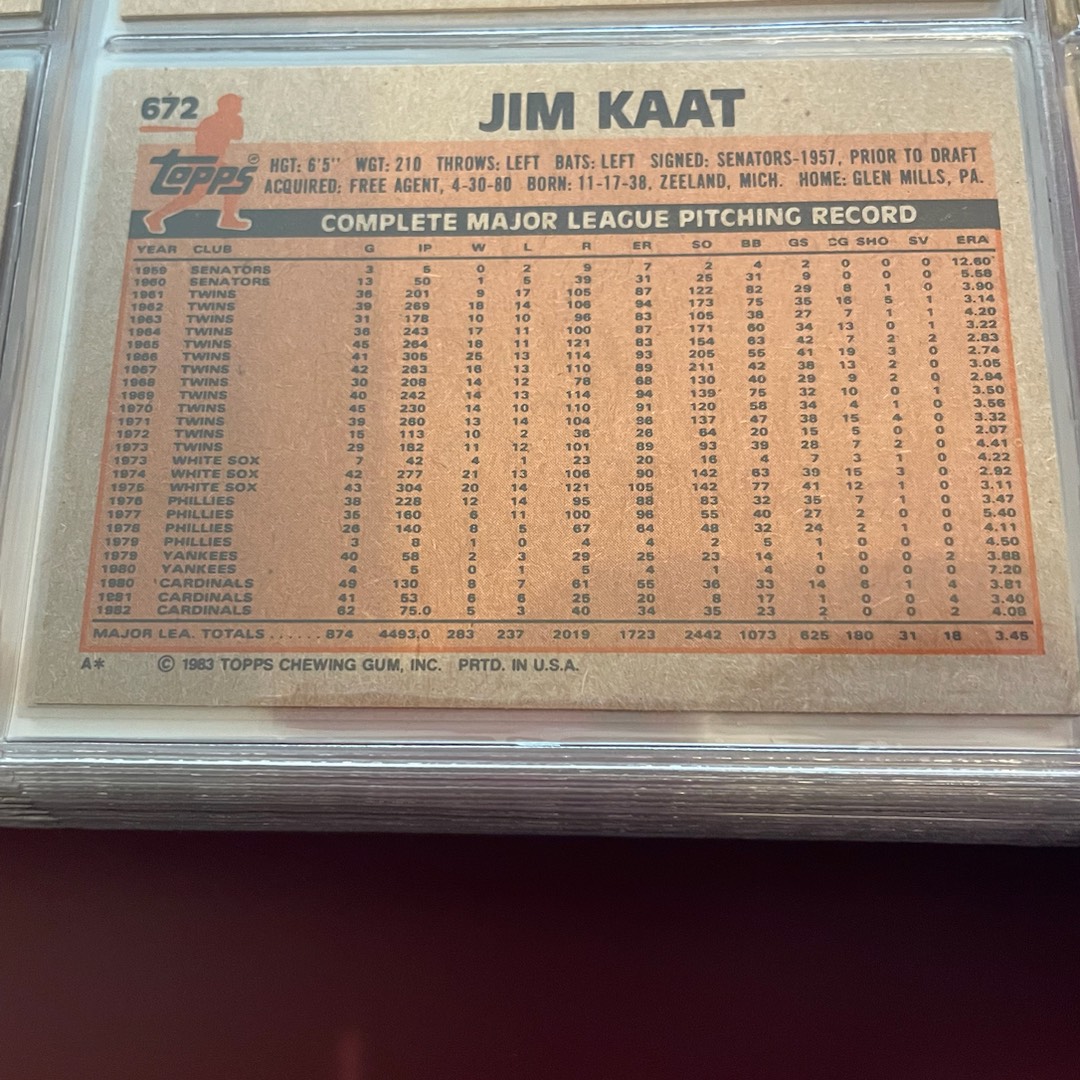 672
JIM KAAT
Topps®
HGT: 6'5" WGT: 210 THROWS: LEFT BATS: LEFT SIGNED: SENATORS-1957, PRIOR TO DRAFT
ACQUIRED: FREE AGENT, 4-30-80 BORN: 11-17-38, ZEELAND, MICH. HOME: GLEN MILLS, PA.
COMPLETE MAJOR LEAGUE PITCHING RECORD
YEAR CLUB G IP W L R ER SO BB GS CG SHO SV ERA
1959 SENATORS 3 5 0 2 9 7 2 4 2 0 0 0 12.60
1960 SENATORS 13 50 1 5 39 31 25 31 9 0 0 0 5.58
1961 TWINS 36 201 9 17 105 87 122 82 29 8 1 0 3.90
1962 TWINS 39 269 18 14 106 94 173 75 35 16 5 1 3.14
1963 TWINS 31 178 10 10 96 83 105 38 27 7 1 1 4.20
1964 TWINS 36 243 17 11 100 87 171 60 34 13 0 1 3.22
1965 TWINS 45 264 18 11 121 83 154 63 42 7 2 2 2.83
1966 TWINS 41 305 25 13 114 93 205 55 41 19 3 0 2.74
1967 TWINS 42 263 16 13 110 89 211 42 38 13 2 0 3.05
1968 TWINS 30 208 14 12 78 68 130 40 29 9 2 0 2.94
1969 TWINS 40 242 14 13 114 94 139 75 32 10 0 1 3.50
1970 TWINS 45 230 14 10 110 91 120 58 34 4 1 0 3.56
1971 TWINS 39 260 13 14 104 96 137 47 38 15 4 0 3.32
1972 TWINS 15 113 10 2 36 26 64 20 15 5 0 0 2.07
1973 TWINS 29 182 11 12 101 89 93 39 28 7 2 0 4.41
1973 WHITE SOX 7 42 4 1 23 20 16 4 7 3 1 0 4.22
1974 WHITE SOX 42 277 21 13 106 90 142 63 39 15 3 0 2.92
1975 WHITE SOX 43 304 20 14 121 105 142 77 41 12 1 0 3.11
1976 PHILLIES 38 228 12 14 95 88 83 32 35 7 1 0 3.47
1977 PHILLIES 35 160 6 11 100 96 55 40 27 2 0 0 5.40
1978 PHILLIES 26 140 8 5 67 64 48 32 24 2 1 0 4.11
1979 PHILLIES 3 8 1 0 4 4 2 5 1 0 0 0 4.50
1979 YANKEES 40 58 2 3 29 25 23 14 1 0 0 2 3.88
1980 YANKEES 4 5 0 1 5 4 1 4 0 0 0 0 7.20
1980 CARDINALS 49 130 8 7 61 55 36 33 14 6 1 4 3.81
1981 CARDINALS 41 53 6 6 25 20 8 17 1 0 0 4 3.40
1982 CARDINALS 62 75.0 5 3 40 34 35 23 2 0 0 2 4.08
MAJOR LEA. TOTALS ...... 874 4493.0 283 237 2019 1723 2442 1073 625 180 31 18 3.45
A* © 1983 TOPPS CHEWING GUM, INC. PRTD. IN U.S.A.